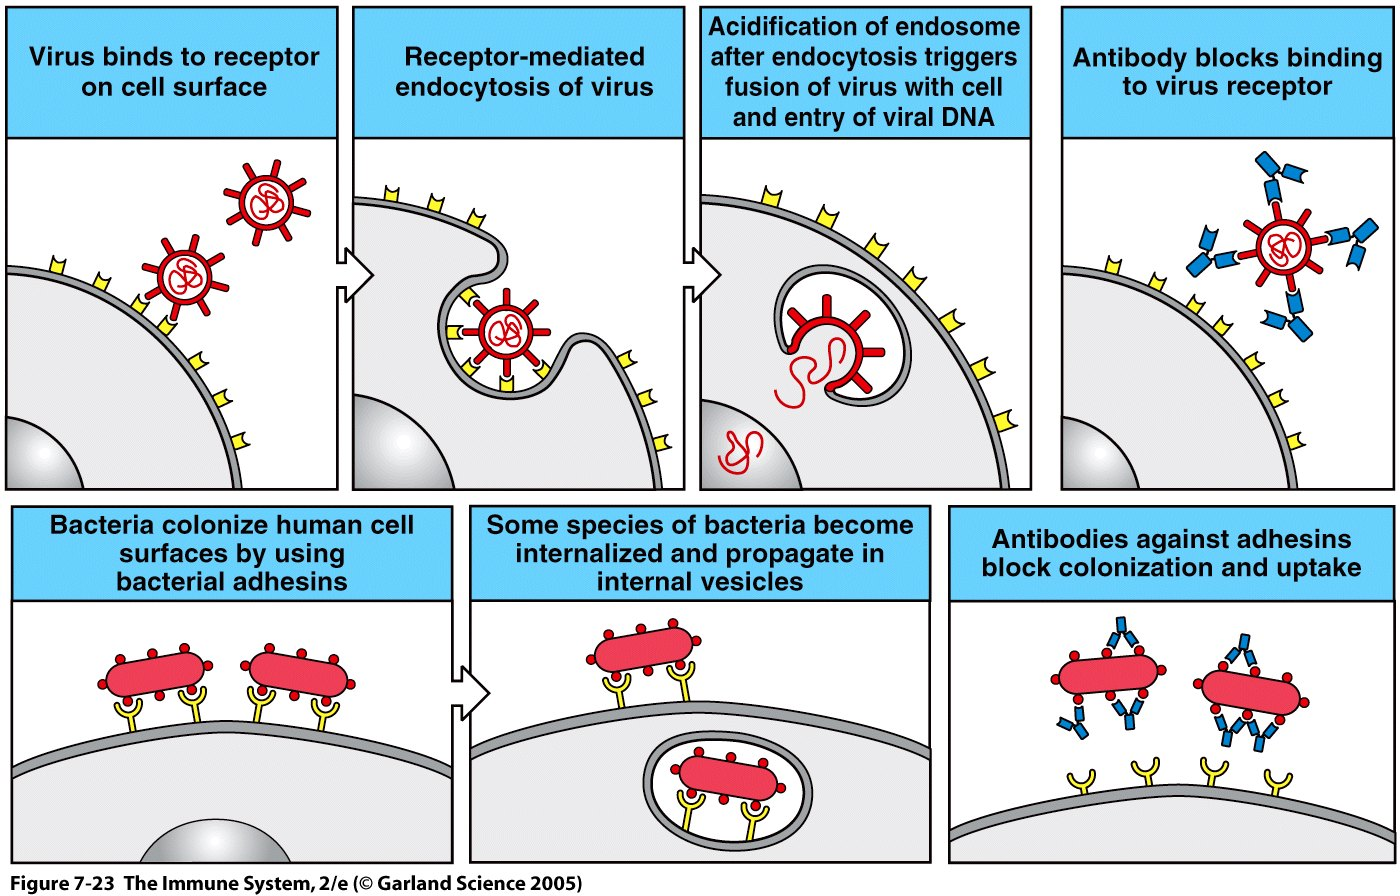 Virus binds to receptor
on cell surface
Receptor-mediated
endocytosis of virus
Acidification of endosome
after endocytosis triggers
fusion of virus with cell
and entry of viral DNA
Antibody blocks binding
to virus receptor
Bacteria colonize human cell
surfaces by using
bacterial adhesins
Some species of bacteria become
internalized and propagate in
internal vesicles
Antibodies against adhesins
block colonization and uptake
Figure 7-23 The Immune System, 2/e (© Garland Science 2005)